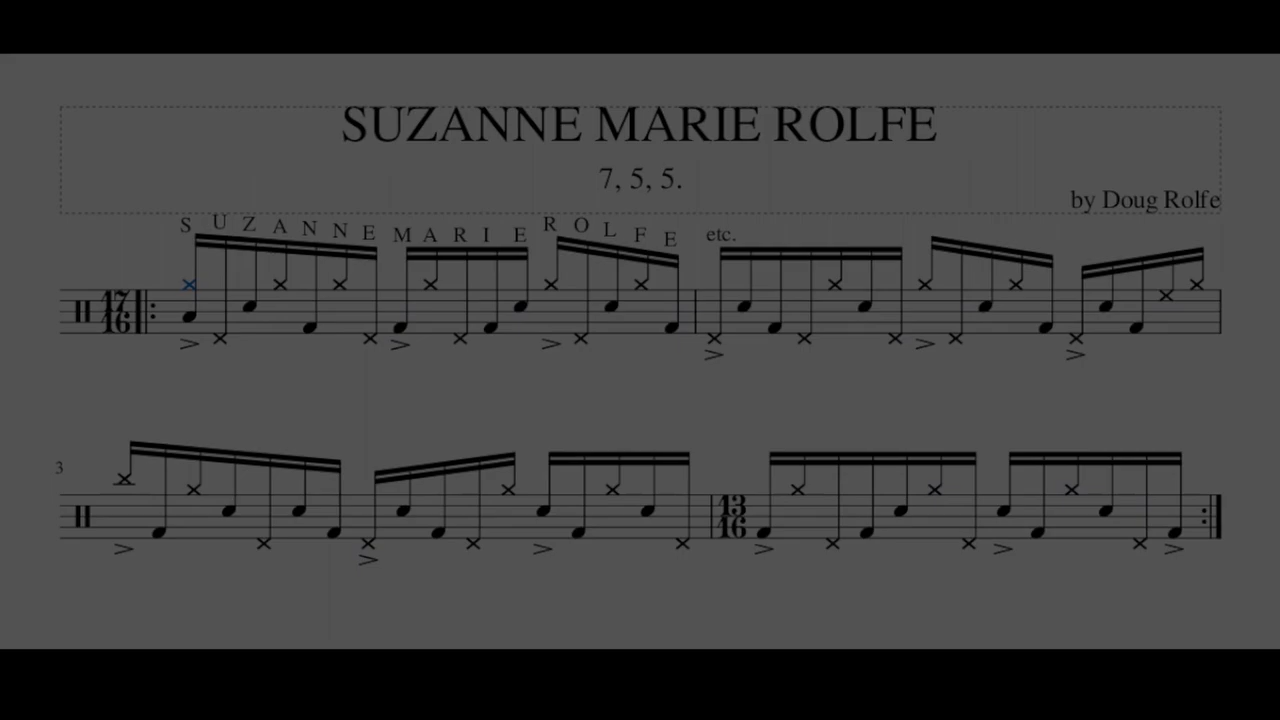 SUZANNE MARIE ROLFE
7, 5, 5.
by Doug Rolfe
S U Z A N N E M A R I E R O L F E etc.
17
16
3
13
16